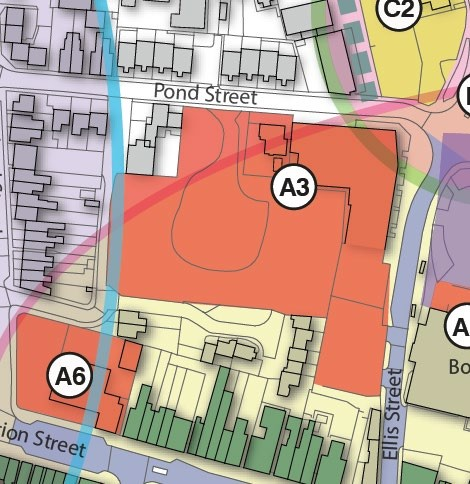 C2
Pond Street
A3
A6
A
Bo
ion Street
Ellis Street